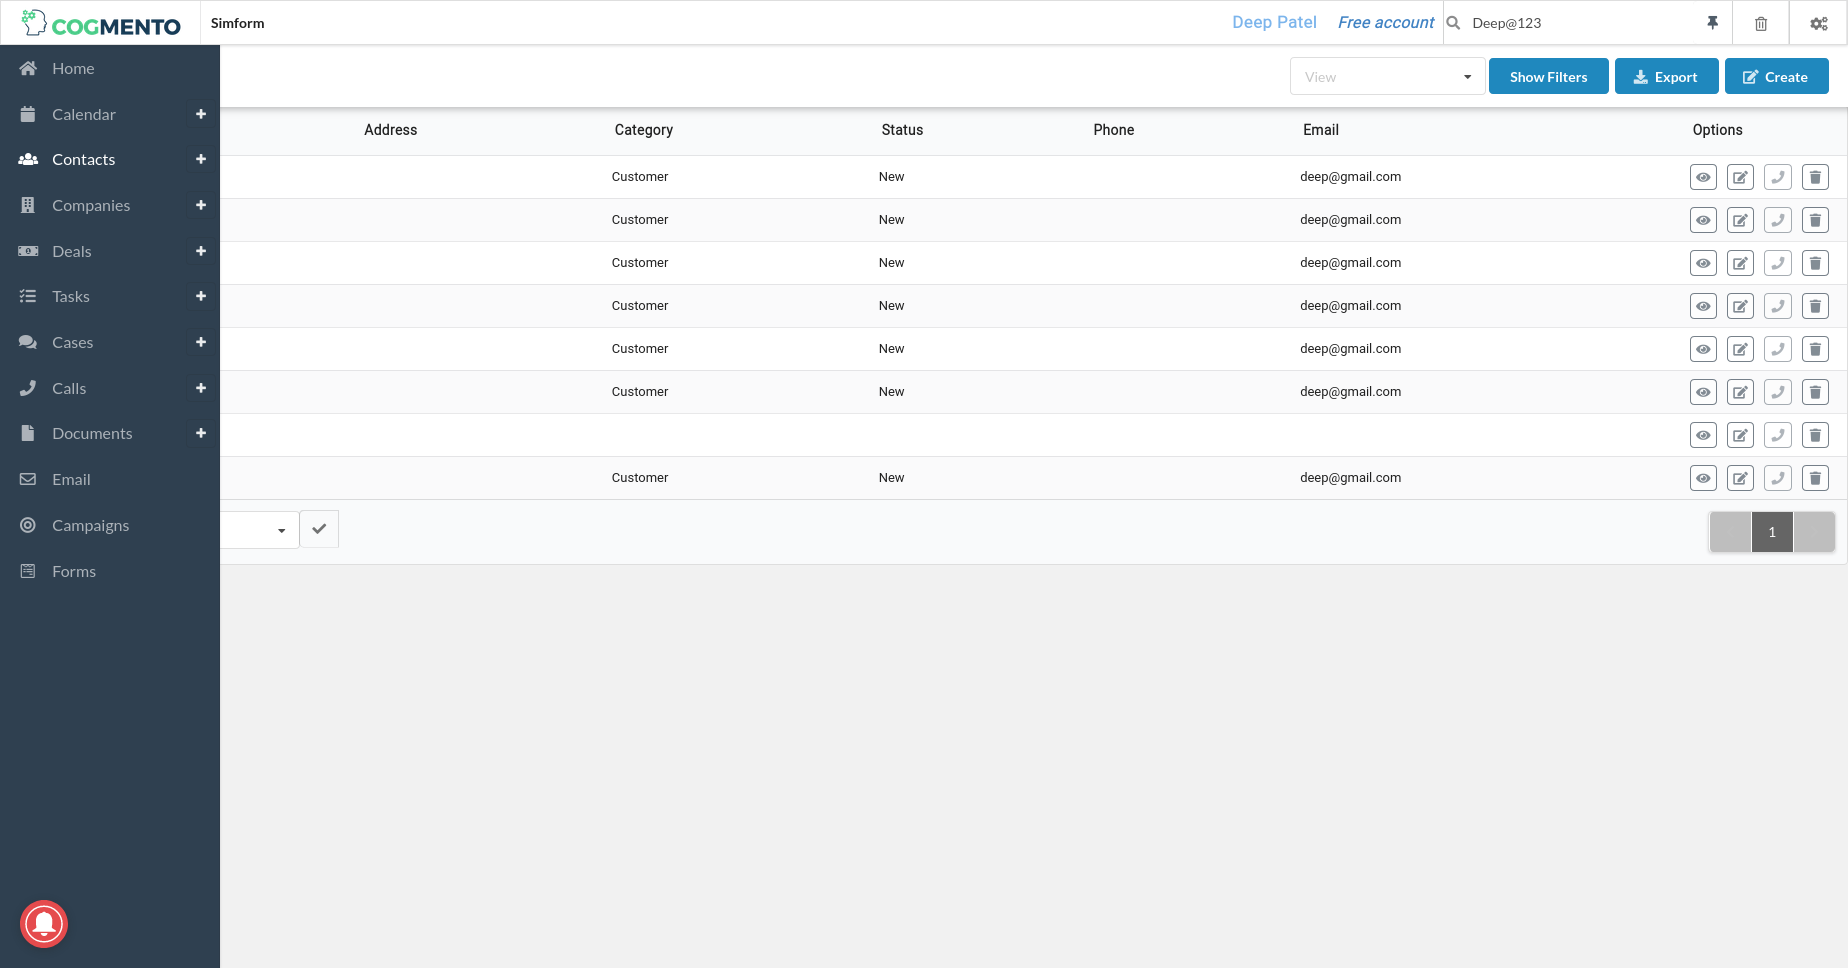 COGMENTO Simform Deep Patel Free account Deep@123
Home
View Show Filters Export Create
Calendar
Address Category Status Phone Email Options
Contacts
Customer New deep@gmail.com
Companies
Customer New deep@gmail.com
Deals
Customer New deep@gmail.com
Tasks
Customer New deep@gmail.com
Cases
Customer New deep@gmail.com
Calls
Customer New deep@gmail.com
Documents
Email
Customer New deep@gmail.com
Campaigns
1
Forms